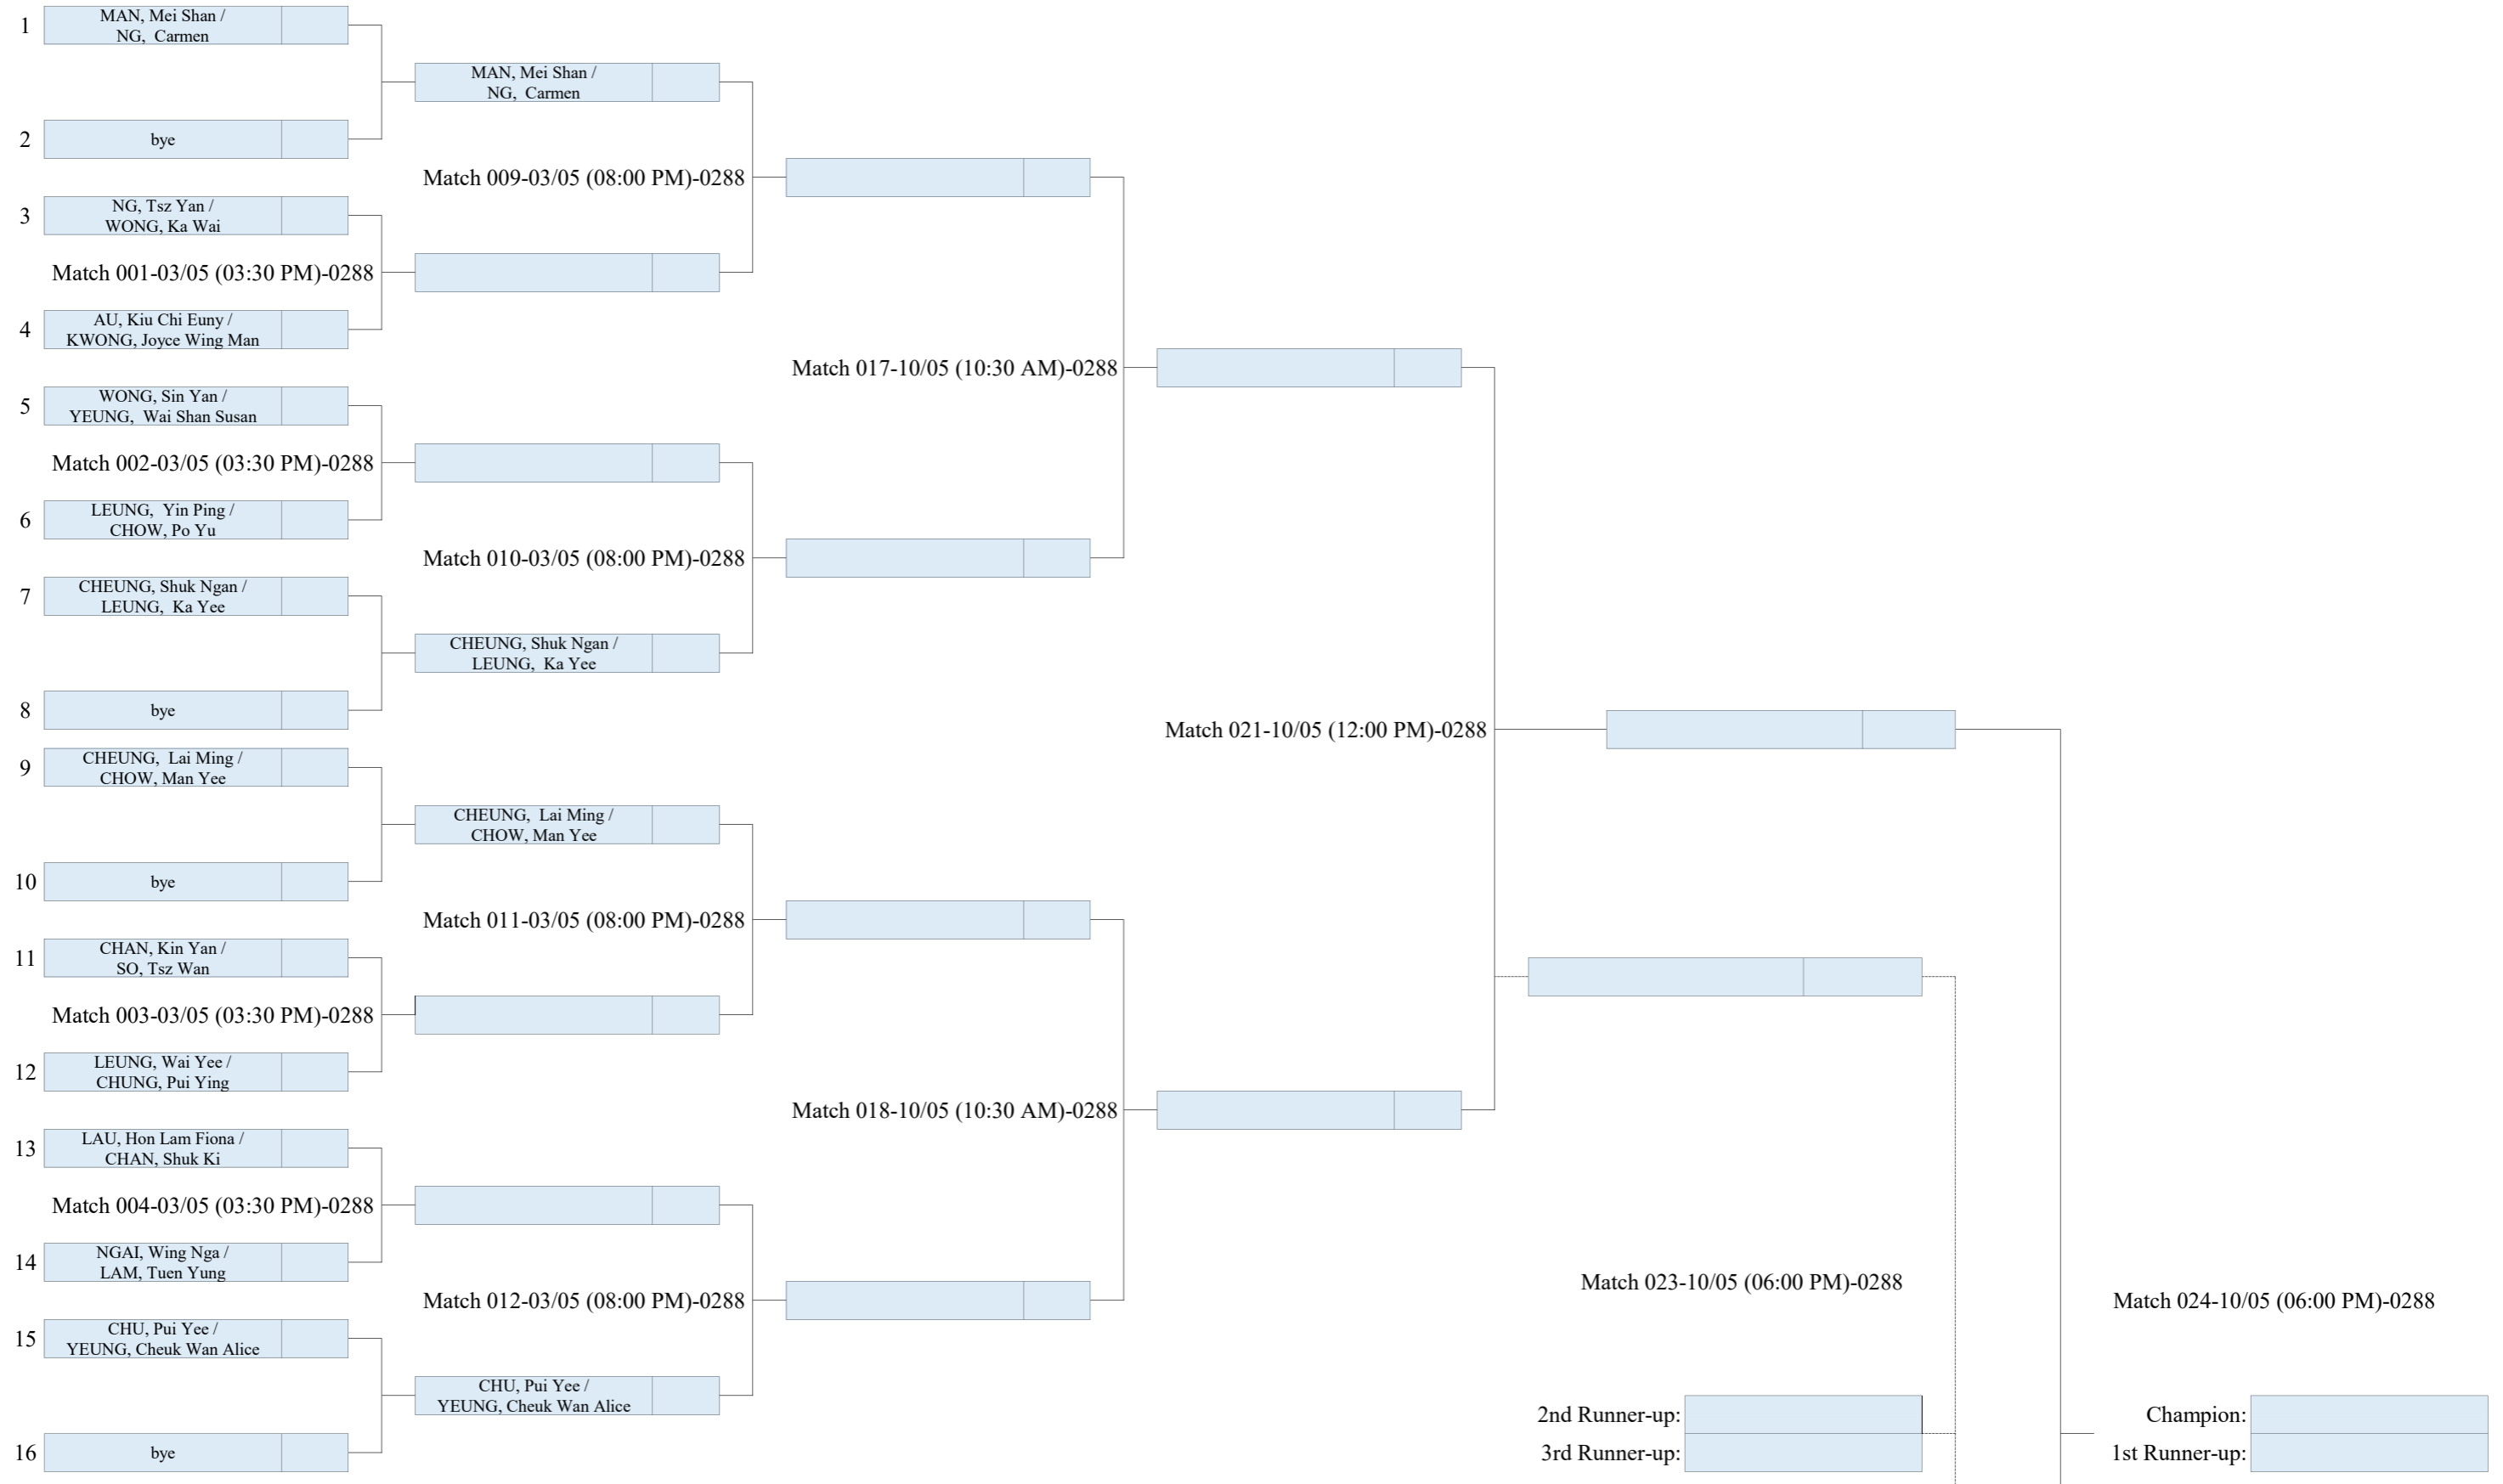 1
MAN, Mei Shan /
NG,  Carmen
MAN, Mei Shan /
NG,  Carmen
2
bye
Match 009-03/05 (08:00 PM)-0288
3
NG, Tsz Yan /
WONG, Ka Wai
Match 001-03/05 (03:30 PM)-0288
4
AU, Kiu Chi Euny /
KWONG, Joyce Wing Man
Match 017-10/05 (10:30 AM)-0288
5
WONG, Sin Yan /
YEUNG,  Wai Shan Susan
Match 002-03/05 (03:30 PM)-0288
6
LEUNG,  Yin Ping /
CHOW, Po Yu
Match 010-03/05 (08:00 PM)-0288
7
CHEUNG, Shuk Ngan /
LEUNG,  Ka Yee
CHEUNG, Shuk Ngan /
LEUNG,  Ka Yee
8
bye
Match 021-10/05 (12:00 PM)-0288
9
CHEUNG,  Lai Ming /
CHOW, Man Yee
CHEUNG,  Lai Ming /
CHOW, Man Yee
10
bye
Match 011-03/05 (08:00 PM)-0288
11
CHAN, Kin Yan /
SO, Tsz Wan
Match 003-03/05 (03:30 PM)-0288
12
LEUNG, Wai Yee /
CHUNG, Pui Ying
Match 018-10/05 (10:30 AM)-0288
13
LAU, Hon Lam Fiona /
CHAN, Shuk Ki
Match 004-03/05 (03:30 PM)-0288
14
NGAI, Wing Nga /
LAM, Tuen Yung
Match 023-10/05 (06:00 PM)-0288
Match 012-03/05 (08:00 PM)-0288
Match 024-10/05 (06:00 PM)-0288
15
CHU, Pui Yee /
YEUNG, Cheuk Wan Alice
CHU, Pui Yee /
YEUNG, Cheuk Wan Alice
2nd Runner-up:
Champion:
16
bye
3rd Runner-up:
1st Runner-up: